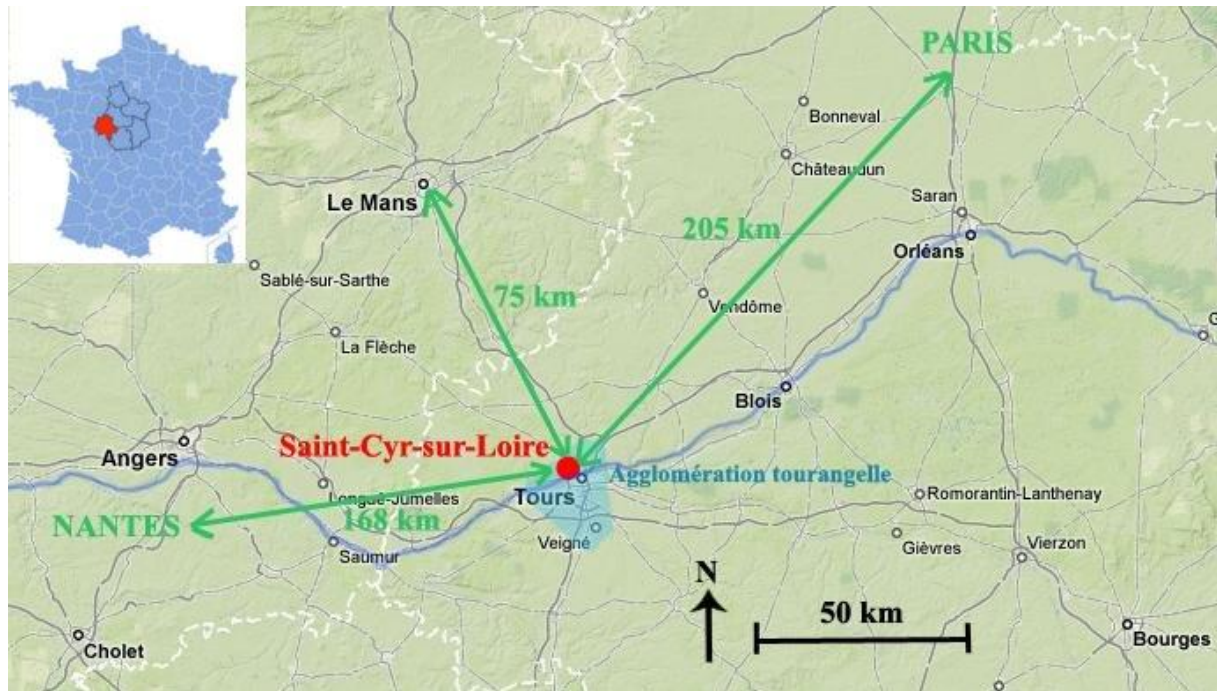 PARIS
Bonneval
Châteaudun
Le Mans
Saran
205 km
Orléans
Sablé-sur-Sarthe
75 km
Vendôme
G
La Flèche
Blois
Saint-Cyr-sur-Loire
Angers
Agglomération tourangelle
Longué-Jumelles
Tours
Romorantin-Lanthenay
NANTES
168 km
Saumur
Veigné
Gièvres
Vierzon
N
50 km
Cholet
Bourges